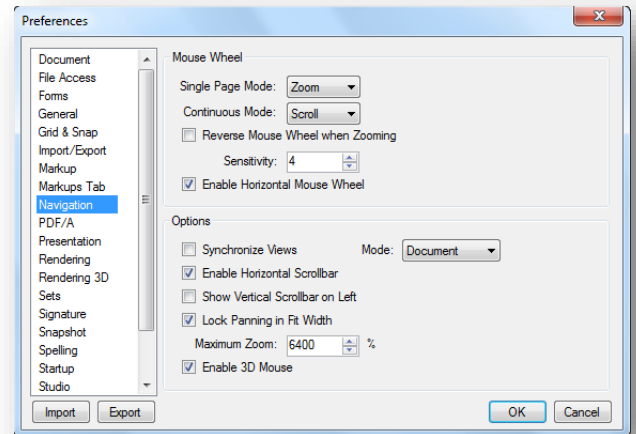 Preferences
Document
File Access
Forms
General
Grid & Snap
Import/Export
Markup
Markups Tab
Navigation
PDF/A
Presentation
Rendering
Rendering 3D
Sets
Signature
Snapshot
Spelling
Startup
Studio
Import Export
Mouse Wheel
Single Page Mode: Zoom
Continuous Mode: Scroll
Reverse Mouse Wheel when Zooming
Sensitivity: 4
Enable Horizontal Mouse Wheel
Options
Synchronize Views Mode: Document
Enable Horizontal Scrollbar
Show Vertical Scrollbar on Left
Lock Panning in Fit Width
Maximum Zoom: 6400 %
Enable 3D Mouse
OK Cancel